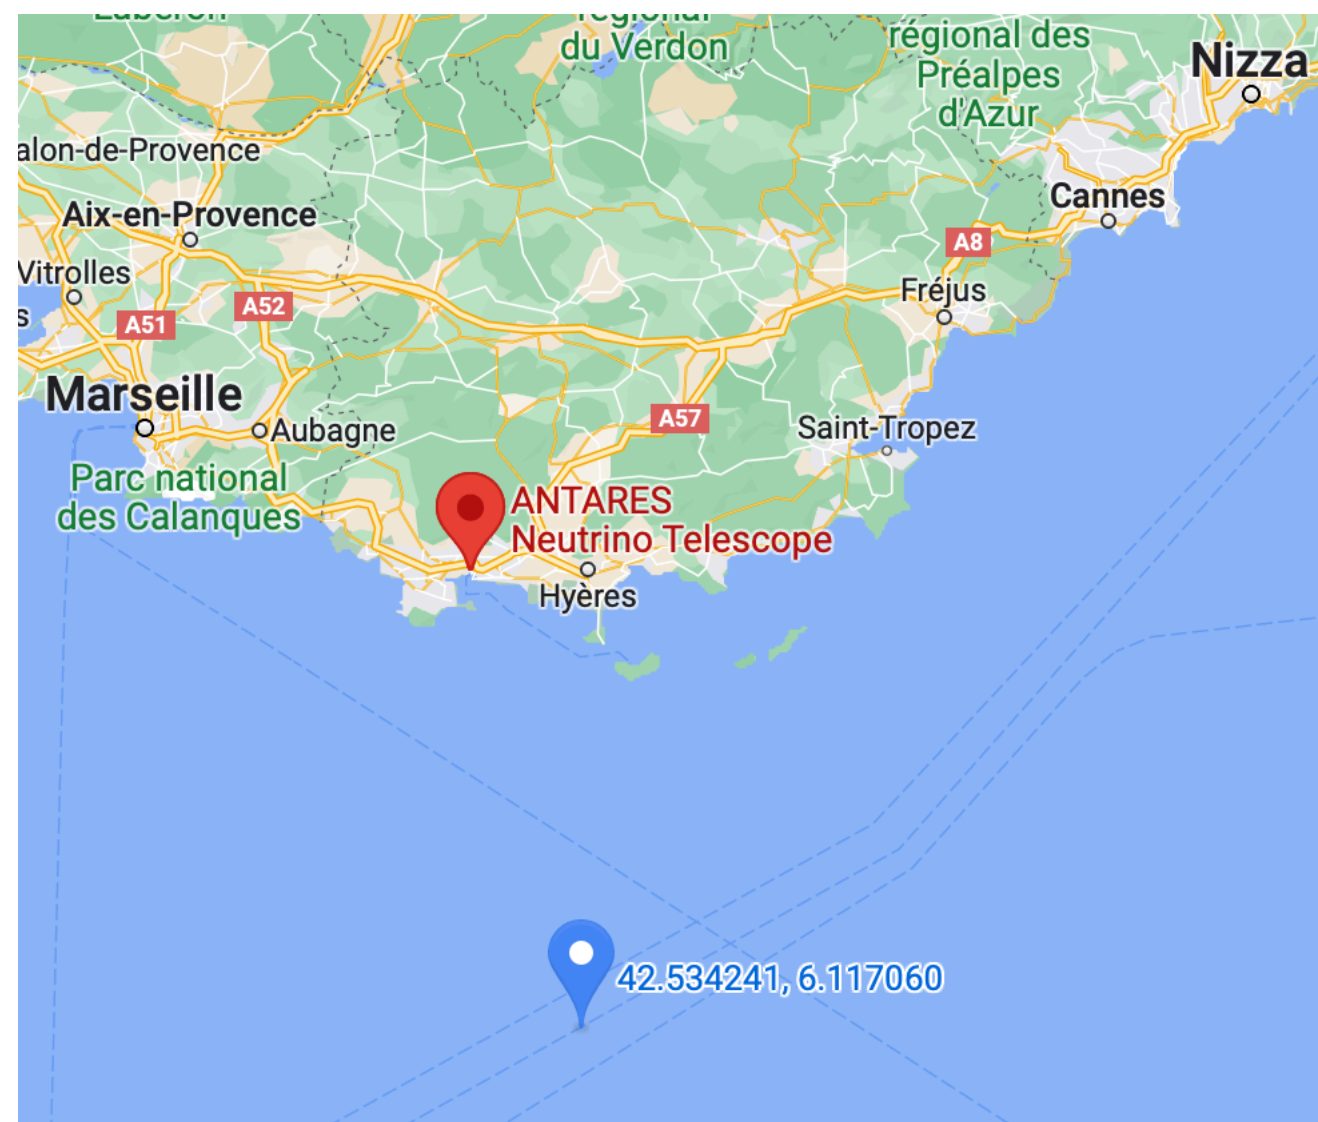 régional
du Verdon
régional des
Préalpes
d'Azur
Nizza
alon-de-Provence
Cannes
Aix-en-Provence
A8
Vitrolles
Fréjus
A52
s
A51
Marseille
A57
Aubagne
Saint-Tropez
Parc national
des Calanques
ANTARES
Neutrino Telescope
Hyères
42.534241, 6.117060